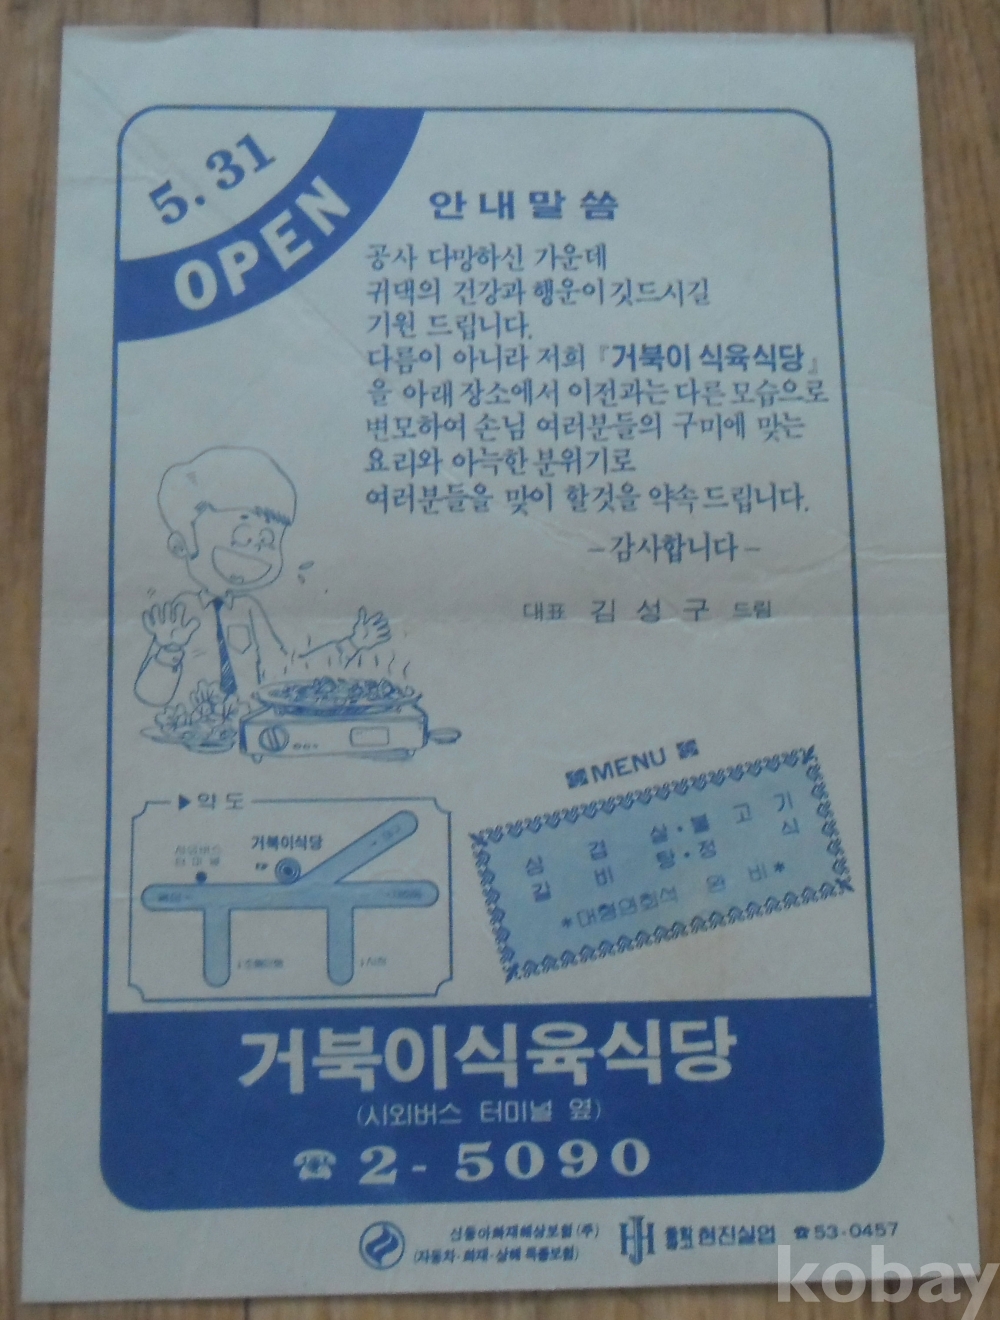 5.31
OPEN
안내말씀
공사 다망하신 가운데
귀댁의 건강과 행운이 깃드시길
기원 드립니다.
다름이 아니라 저희 『거북이 식육식당』
을 아래 장소에서 이전과는 다른 모습으로
변모하여 손님 여러분들의 구미에 맞는
요리와 아늑한 분위기로
여러분들을 맞이 할것을 약속 드립니다.
-감사합니다-
대표 김성구 드림
MENU
삼겹살·불고기
갈비탕·정식
*대형연회석 완비*
▶약도
시외버스
터미널
거북이식당
거북이식육식당
(시외버스 터미널 옆)
☎ 2-5090
신동아화재해상보험(주)
(자동차·화재·상해 특종보험)
현진실업 ☎53-0457
kobay